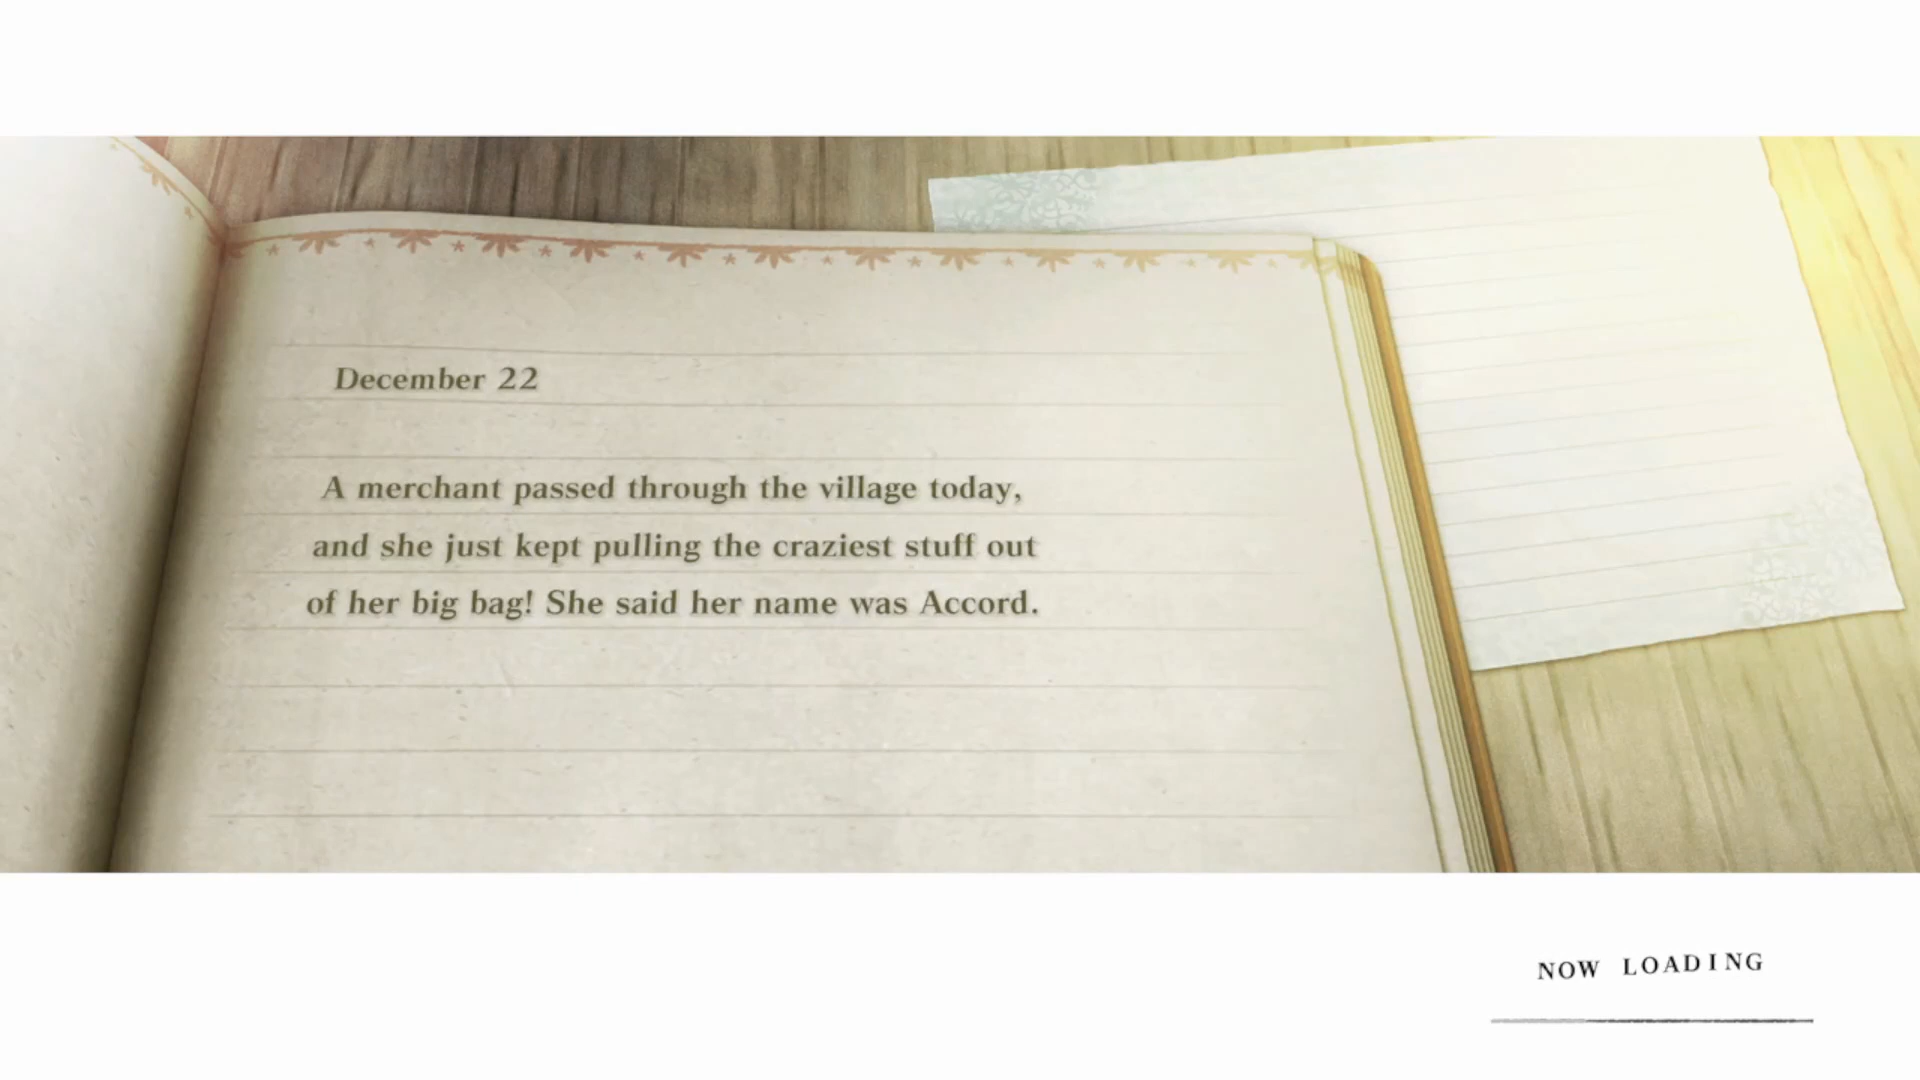 December 22
A merchant passed through the village today,
and she just kept pulling the craziest stuff out
of her big bag! She said her name was Accord.
NOW LOADING